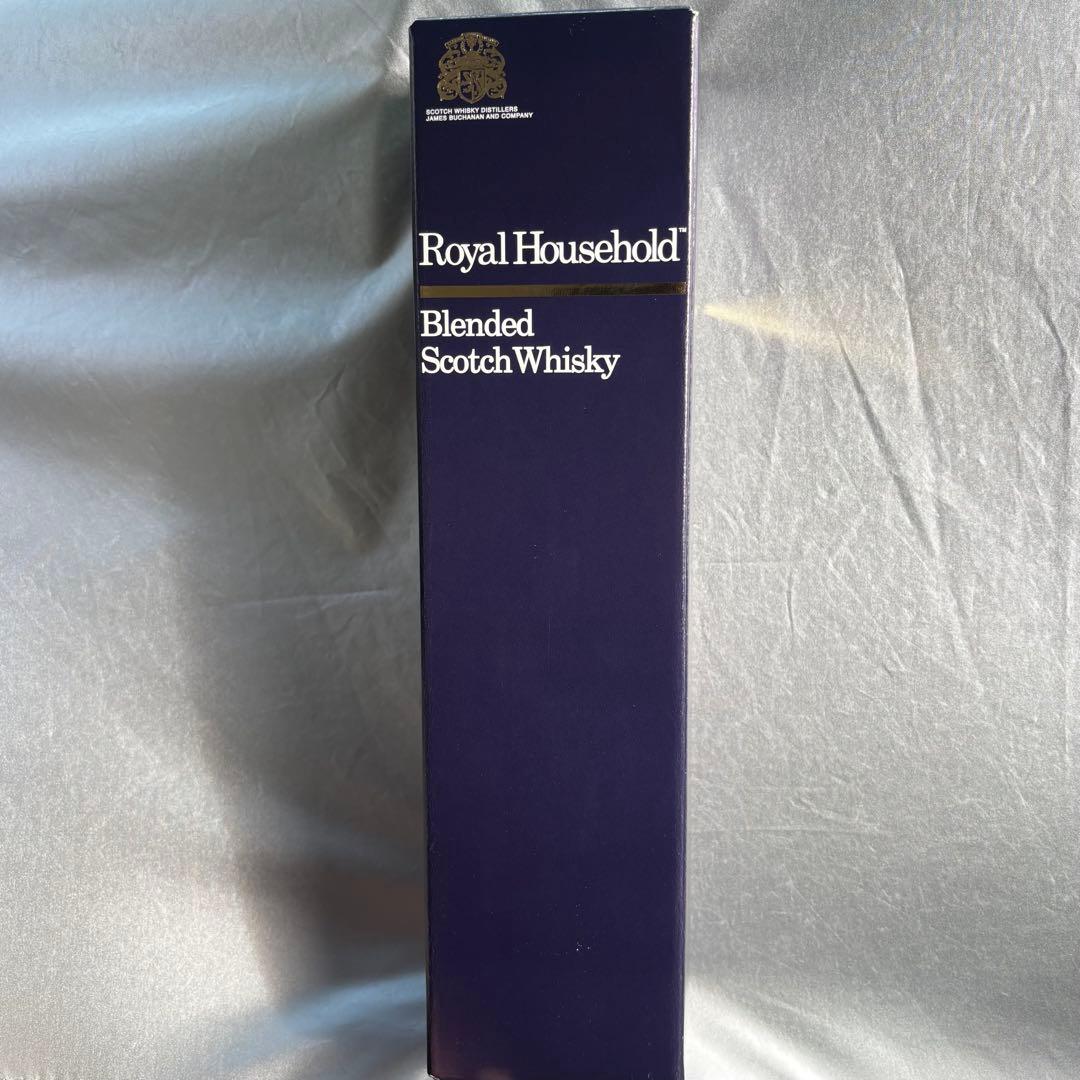 SCOTCH WHISKY DISTILLERS
JAMES BUCHANAN AND COMPANY
Royal Household™
Blended
Scotch Whisky